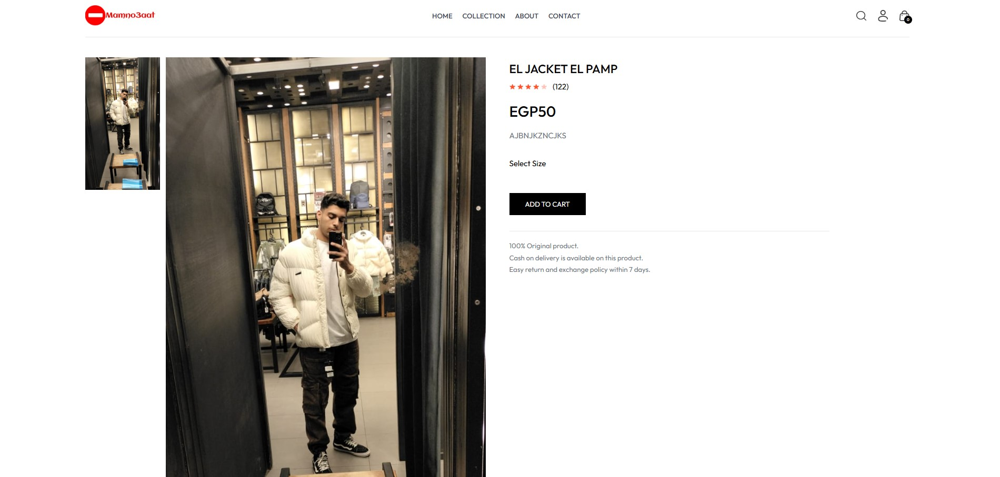 Mamno3aat
HOME COLLECTION ABOUT CONTACT
0
EL JACKET EL PAMP
(122)
EGP50
AJBNJKZNCJKS
Select Size
ADD TO CART
100% Original product.
Cash on delivery is available on this product.
Easy return and exchange policy within 7 days.